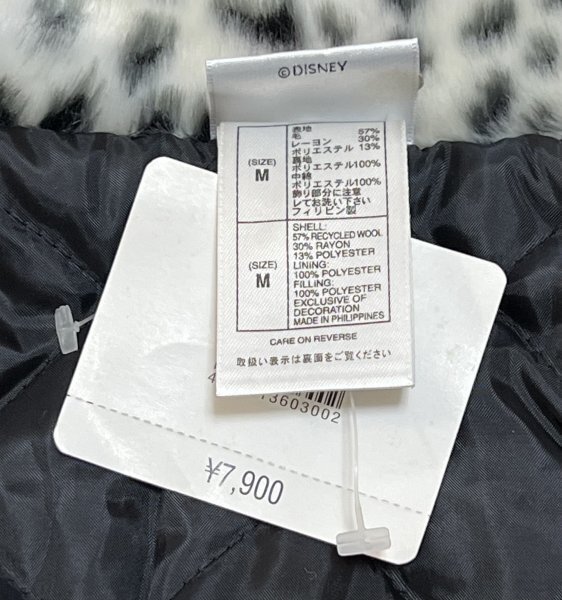 ©DISNEY
(SIZE)
M
表地
毛 57%
レーヨン 30%
ポリエステル 13%
裏地
ポリエステル100%
中綿
ポリエステル100%
飾り部分に注意
レてお洗い下さい
フィリピン製
(SIZE)
M
SHELL:
57% RECYCLED WOOL
30% RAYON
13% POLYESTER
LINING:
100% POLYESTER
FILLING:
100% POLYESTER
EXCLUSIVE OF
DECORATION
MADE IN PHILIPPINES
CARE ON REVERSE
取扱い表示は裏面をご覧ください
13603002
¥7,900